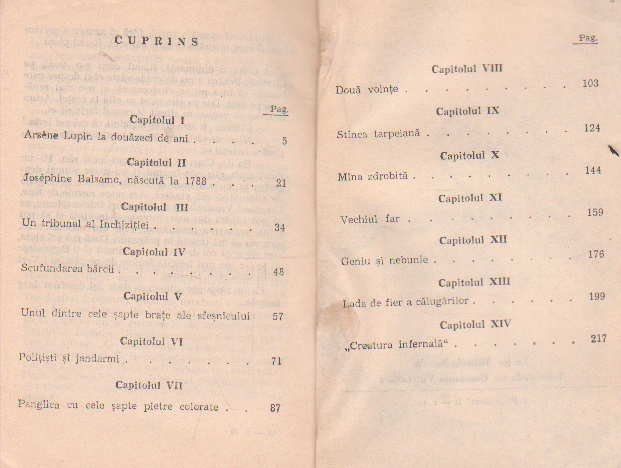 CUPRINS
Pag.
Capitolul I
Arsène Lupin la douăzeci de ani . . . . 5
Capitolul II
Joséphine Balsamo, născută la 1788 . . . 21
Capitolul III
Un tribunal al Inchiziției . . . . . . 34
Capitolul IV
Scufundarea bărcii . . . . . . . . 48
Capitolul V
Unul dintre cele șapte brațe ale sfeșnicului 57
Capitolul VI
Polițiști și jandarmi . . . . . . . 71
Capitolul VII
Panglica cu cele șapte pietre colorate . . 87
Pag.
Capitolul VIII
Două voințe . . . . . . . . . 103
Capitolul IX
Stînca tarpeiană . . . . . . . . 124
Capitolul X
Mîna zdrobită . . . . . . . . . 144
Capitolul XI
Vechiul far . . . . . . . . . 159
Capitolul XII
Geniu și nebunie . . . . . . . . 176
Capitolul XIII
Lada de fier a călugărilor . . . . . . 199
Capitolul XIV
„Creatura infernală“ . . . . . . . 217